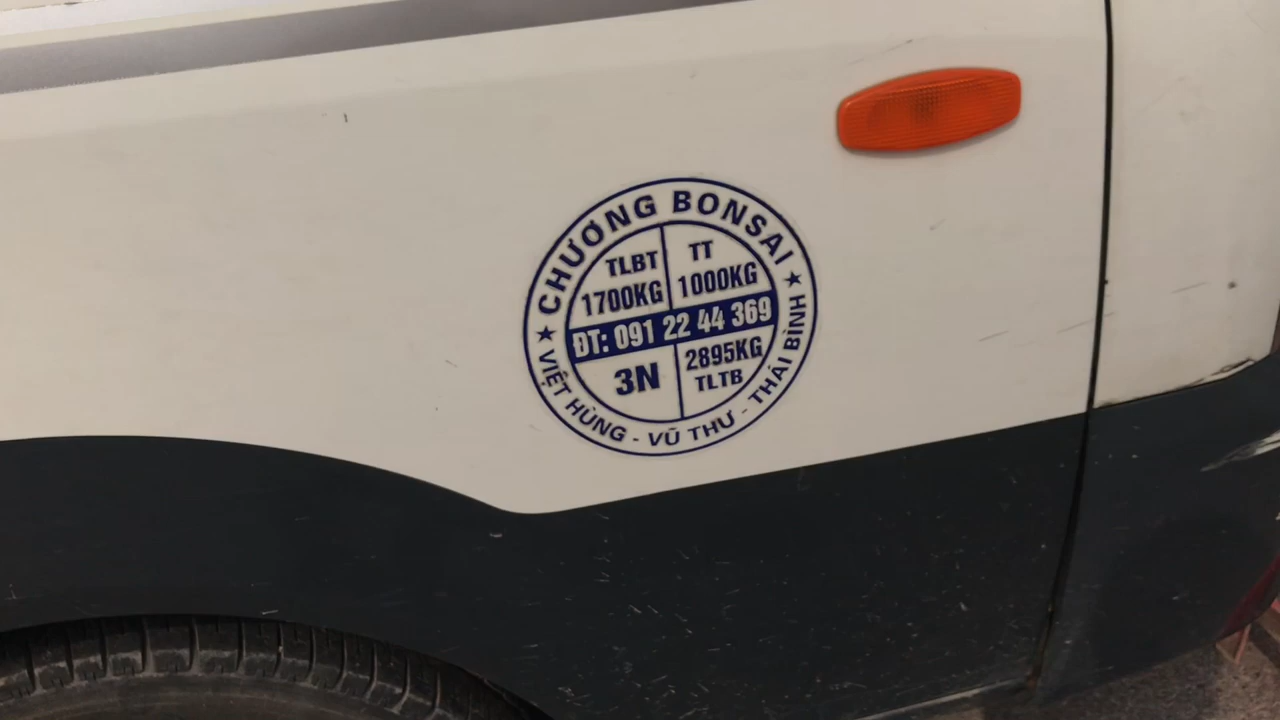 CHƯƠNG BONSAI
TLBT
1700KG
TT
1000KG
ĐT: 091 22 44 369
3N
2895KG
TLTB
VIỆT HÙNG - VŨ THƯ - THÁI BÌNH